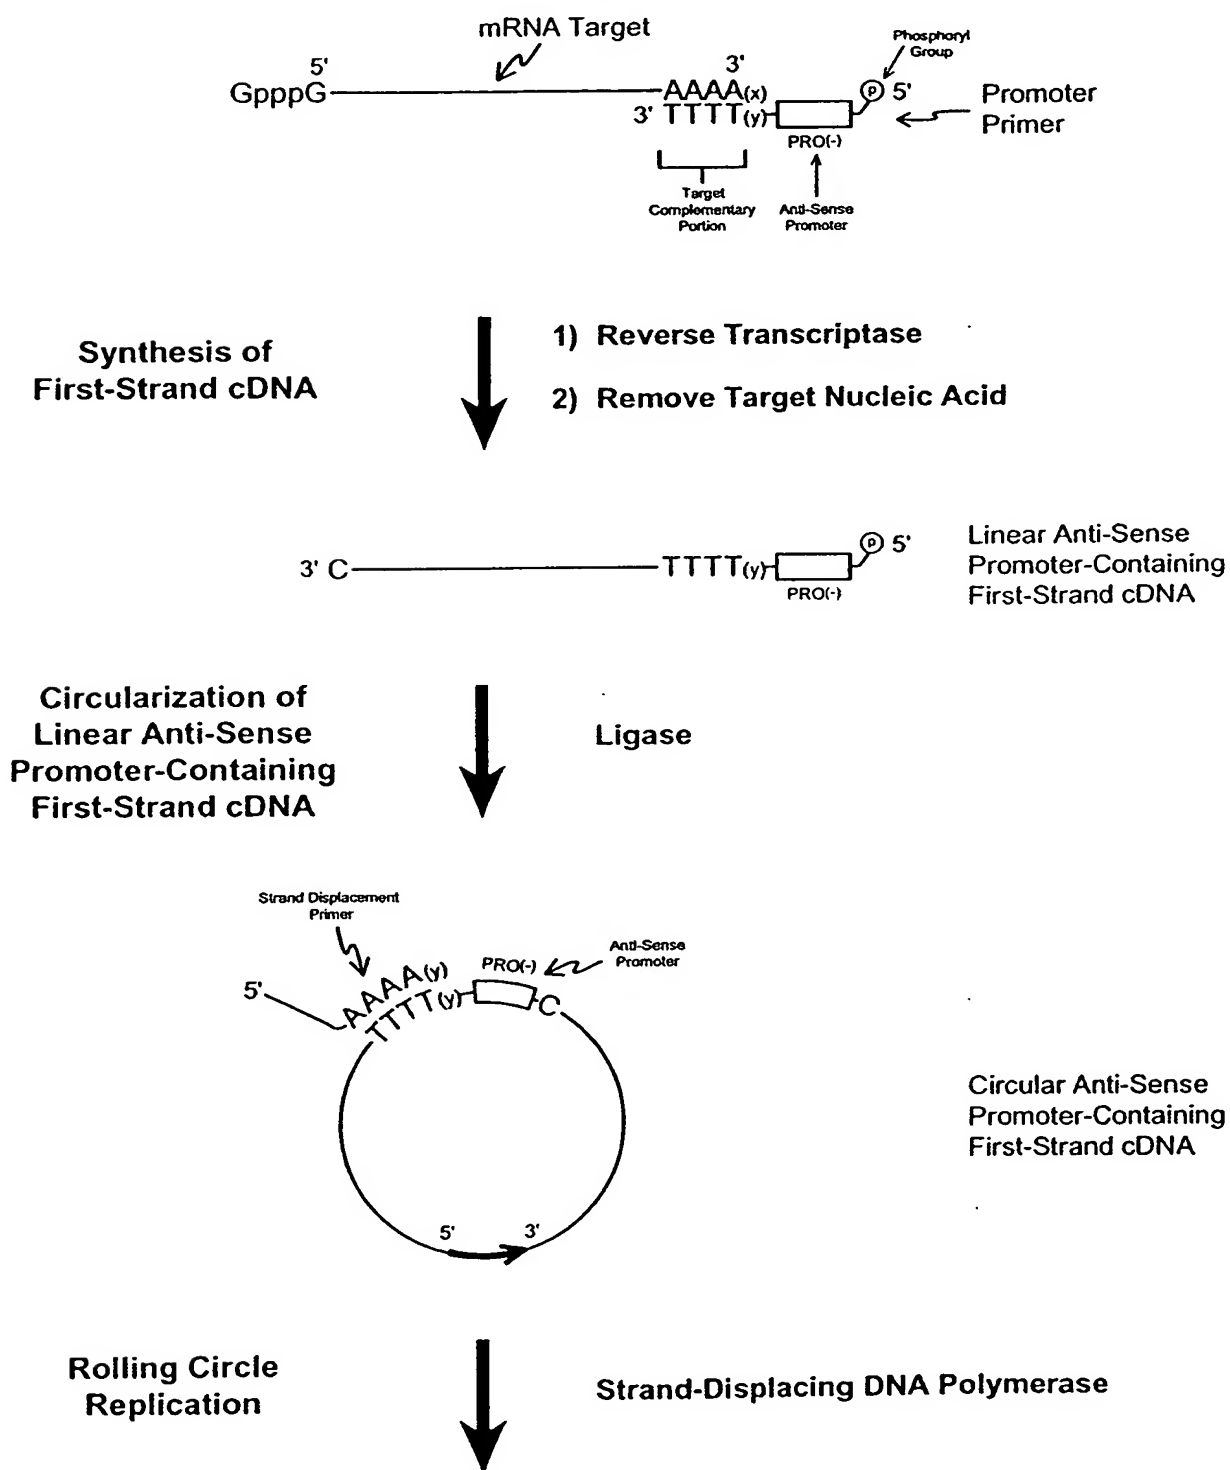 mRNA Target
Phosphoryl
Group
5'
3'
GpppG
AAAA(x)
P
5'
3'
TTTT(y)
Promoter
Primer
PRO(-)
Target
Complementary
Portion
Anti-Sense
Promoter
Synthesis of
First-Strand cDNA
1) Reverse Transcriptase
2) Remove Target Nucleic Acid
3' C
TTTT(y)
PRO(-)
P
5'
Linear Anti-Sense
Promoter-Containing
First-Strand cDNA
Circularization of
Linear Anti-Sense
Promoter-Containing
First-Strand cDNA
Ligase
Strand Displacement
Primer
5'
AAAA(y)
TTTT(y)
PRO(-)
C
Anti-Sense
Promoter
5'
3'
Circular Anti-Sense
Promoter-Containing
First-Strand cDNA
Rolling Circle
Replication
Strand-Displacing DNA Polymerase